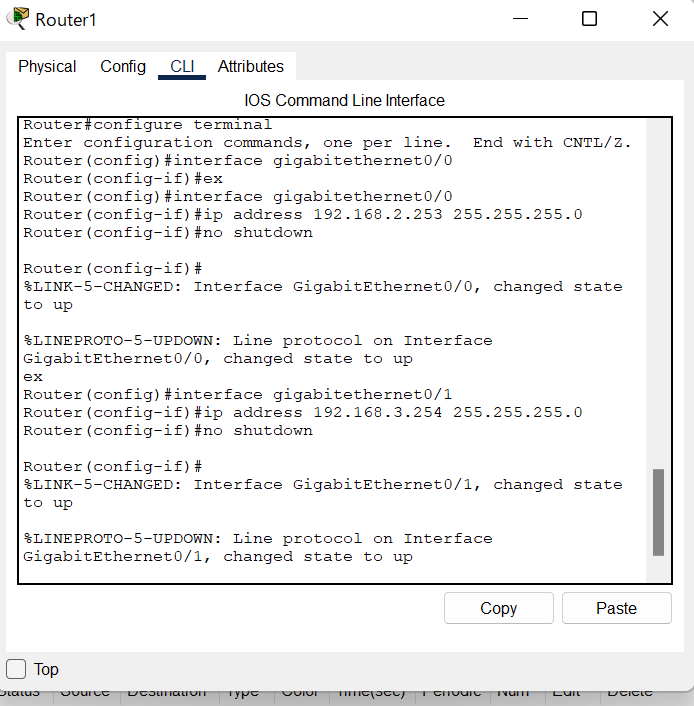 Router1
Physical Config CLI Attributes
IOS Command Line Interface
Router#configure terminal
Enter configuration commands, one per line.  End with CNTL/Z.
Router(config)#interface gigabitethernet0/0
Router(config-if)#ex
Router(config)#interface gigabitethernet0/0
Router(config-if)#ip address 192.168.2.253 255.255.255.0
Router(config-if)#no shutdown
Router(config-if)#
%LINK-5-CHANGED: Interface GigabitEthernet0/0, changed state
to up
%LINEPROTO-5-UPDOWN: Line protocol on Interface
GigabitEthernet0/0, changed state to up
ex
Router(config)#interface gigabitethernet0/1
Router(config-if)#ip address 192.168.3.254 255.255.255.0
Router(config-if)#no shutdown
Router(config-if)#
%LINK-5-CHANGED: Interface GigabitEthernet0/1, changed state
to up
%LINEPROTO-5-UPDOWN: Line protocol on Interface
GigabitEthernet0/1, changed state to up
Copy Paste
Top
Status Source Destination Type Color Time(sec) Periodic Num Edit Delete